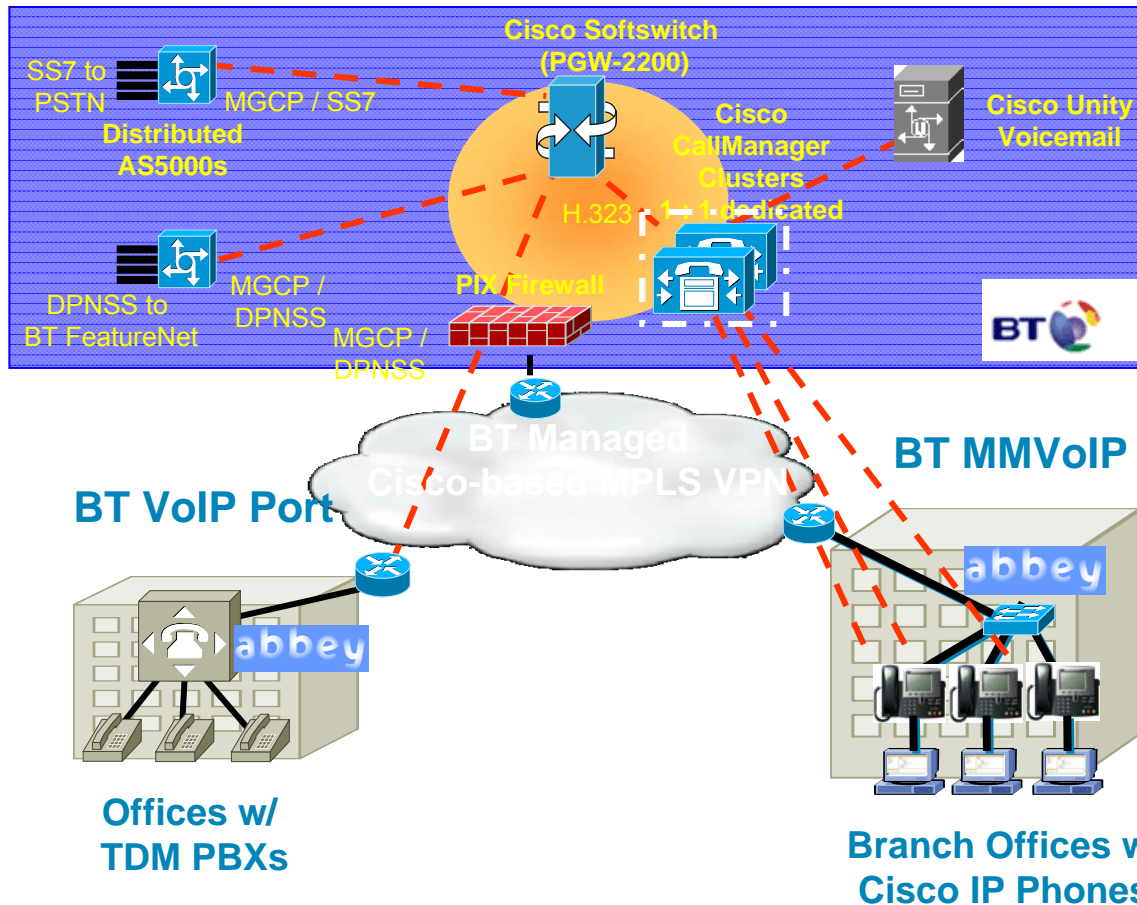 Cisco Softswitch
(PGW-2200)
SS7 to
PSTN
MGCP / SS7
Distributed
AS5000s
Cisco
CallManager
Clusters
1 : 1 dedicated
Cisco Unity
Voicemail
U
H.323
DPNSS to
BT FeatureNet
MGCP /
DPNSS
PIX Firewall
MGCP /
DPNSS
BT
BT Managed
Cisco-based MPLS VPN
BT VoIP Port
BT MMVoIP
abbey
abbey
Offices w/
TDM PBXs
Branch Offices w
Cisco IP Phones